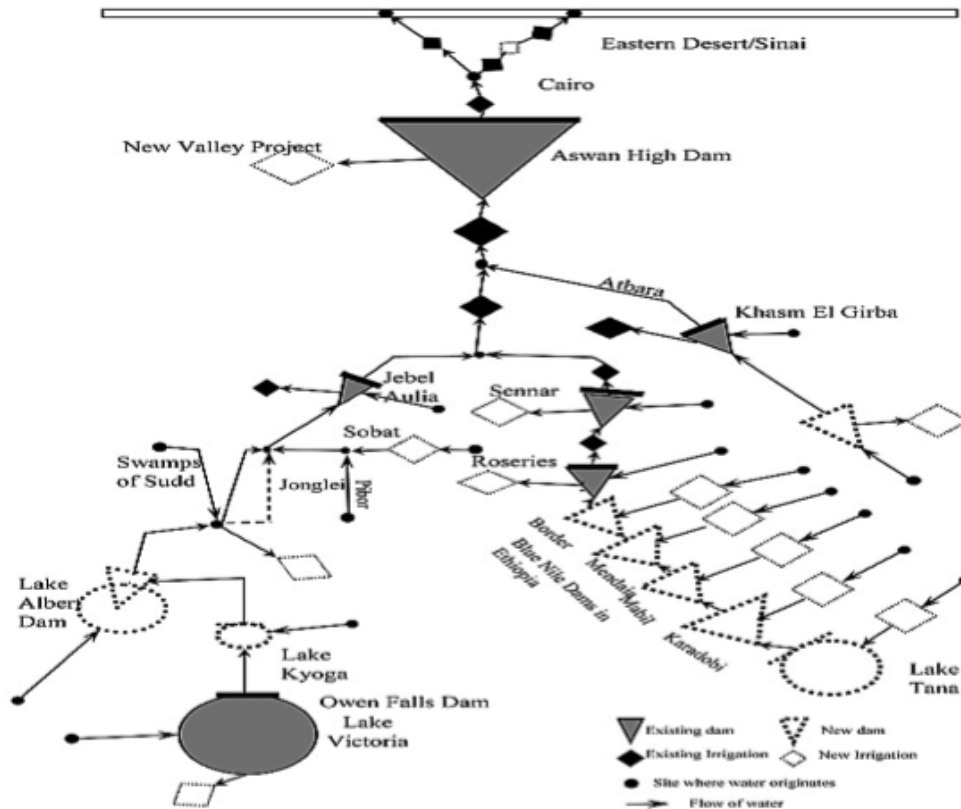 Eastern Desert/Sinai
Cairo
New Valley Project
Aswan High Dam
Atbara
Khasm El Girba
Jebel
Aulia
Sennar
Sobat
Swamps
of Sudd
Jonglei
Pibor
Roseries
Border
Mendaia
Mabil
Karadobi
Blue Nile Dams in
Ethiopia
Lake
Albert
Dam
Lake
Kyoga
Lake
Tana
Owen Falls Dam
Lake
Victoria
Existing dam
New dam
Existing Irrigation
New Irrigation
Site where water originates
Flow of water